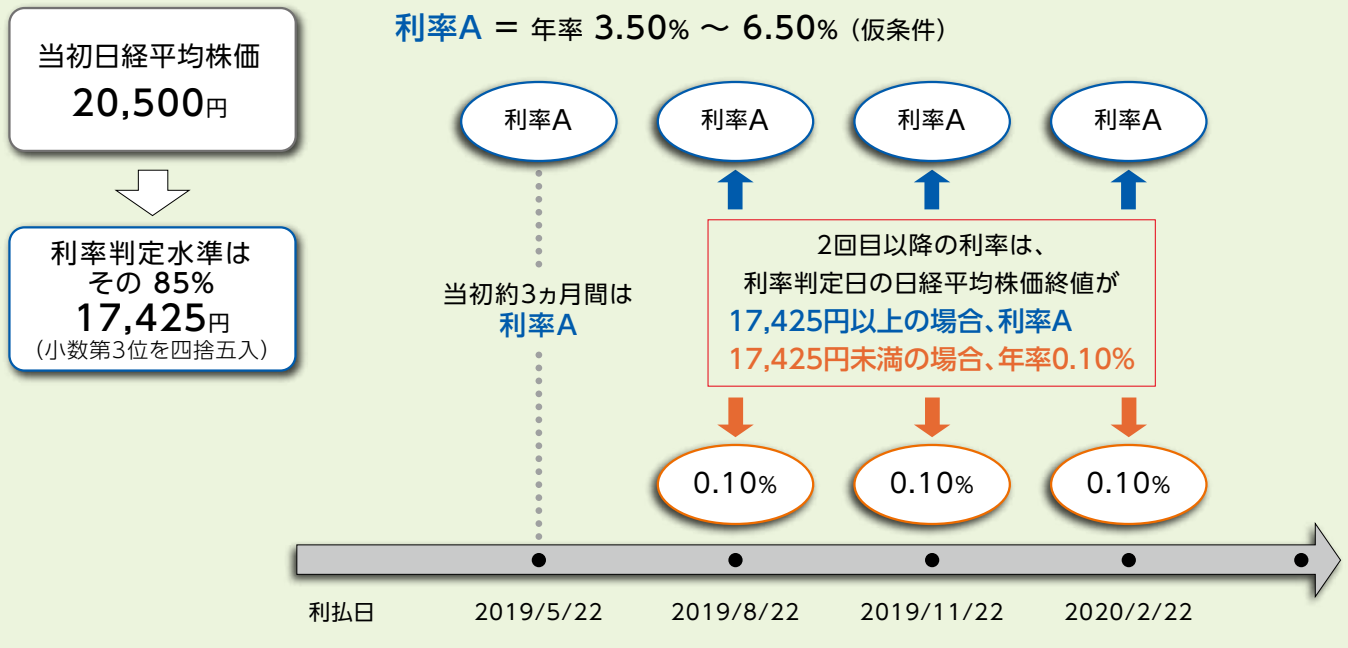 利率A = 年率 3.50% ~ 6.50%(仮条件)
当初日経平均株価
20,500円
利率判定水準は
その 85%
17,425円
(小数第3位を四捨五入)
利率A
利率A
利率A
利率A
当初約3ヵ月間は
利率A
2回目以降の利率は、
利率判定日の日経平均株価終値が
17,425円以上の場合、利率A
17,425円未満の場合、年率0.10%
0.10%
0.10%
0.10%
利払日
2019/5/22
2019/8/22
2019/11/22
2020/2/22